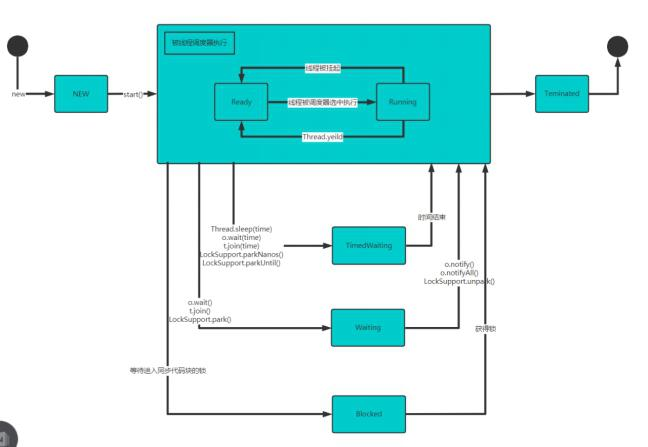 被线程调度器执行
线程被挂起
Ready
线程被调度器选中执行
Running
Thread.yeild
new
NEW
start()
Teminated
Thread.sleep(time)
o.wait(time)
t.join(time)
LockSupport.parkNanos()
LockSupport.parkUntil()
TimedWaiting
时间结束
o.wait()
t.join()
LockSupport.park()
Waiting
o.notify()
o.notifyAll()
LockSupport.unpark()
等待进入同步代码块的锁
Blocked
获得锁